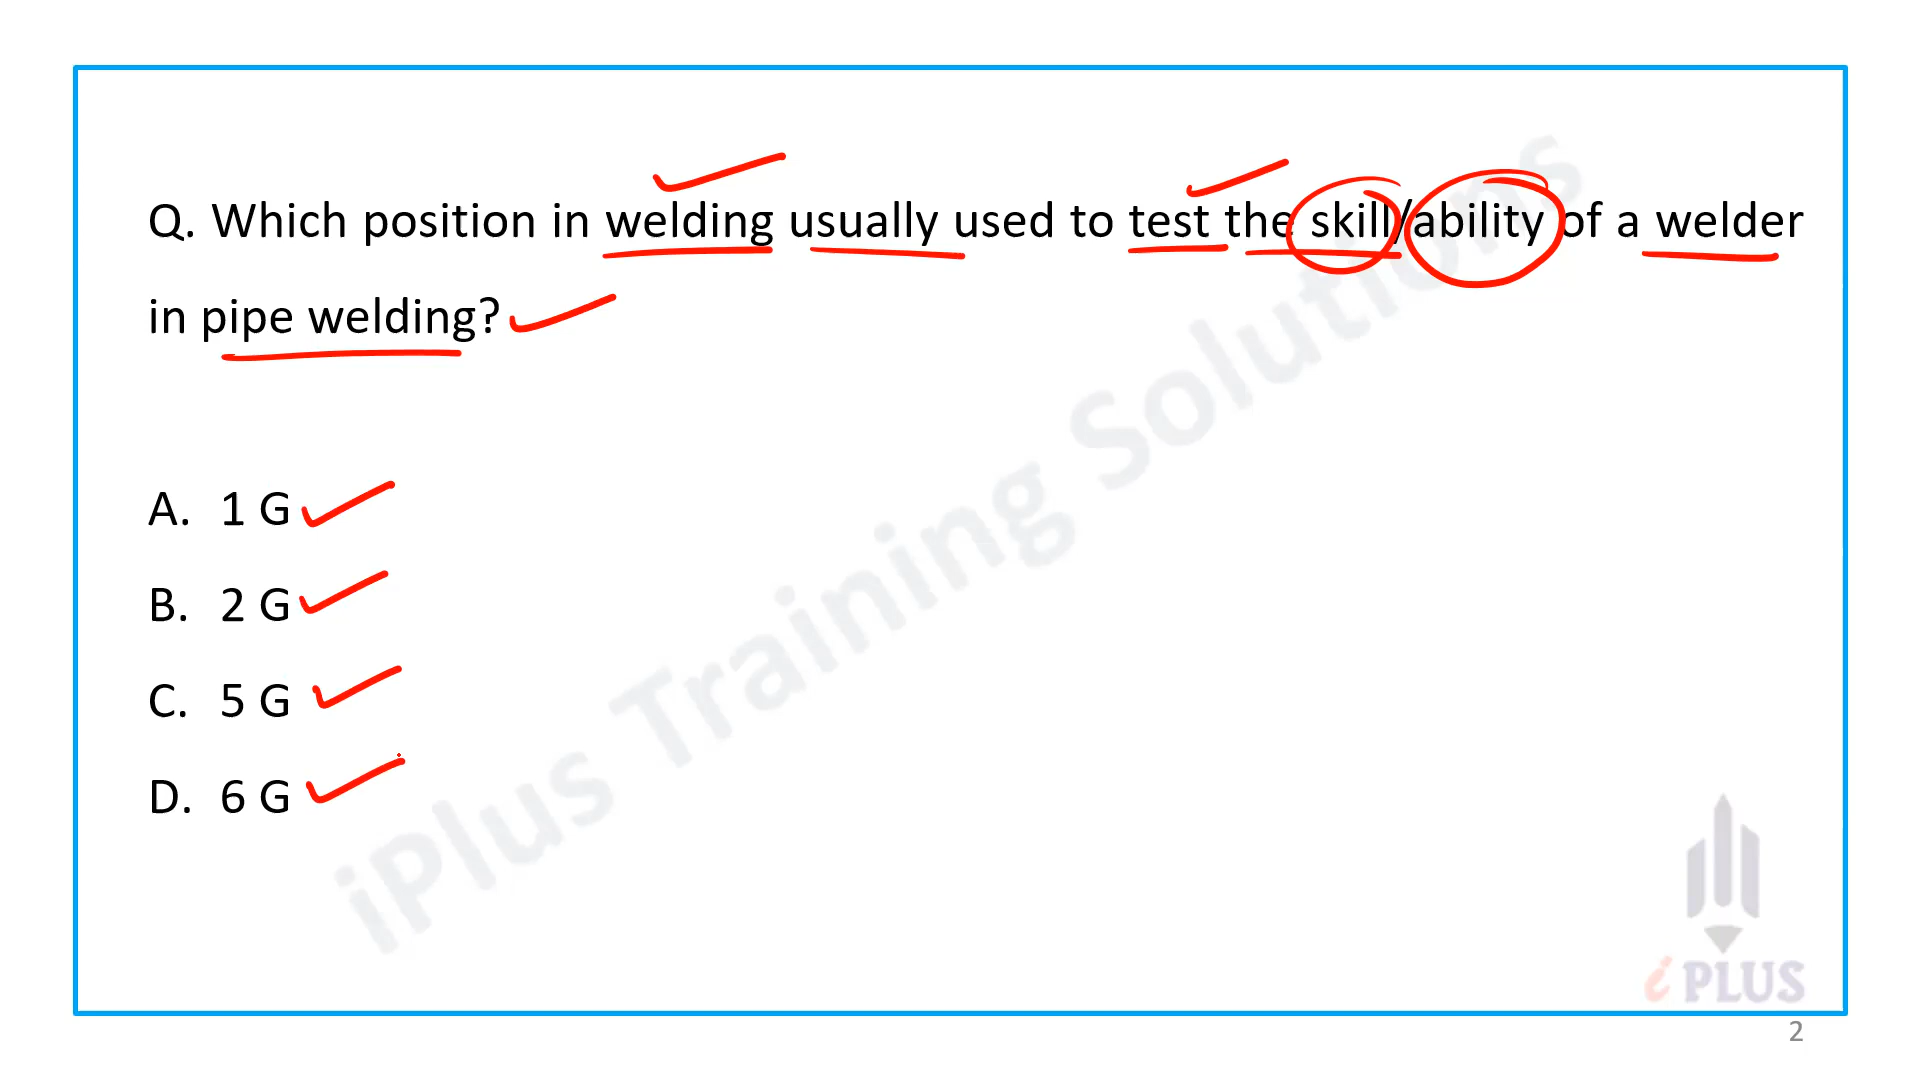 Q. Which position in welding usually used to test the skill/ability of a welder
in pipe welding?
A. 1 G
B. 2 G
C. 5 G
D. 6 G
iPlus Training Solutions
i PLUS
2